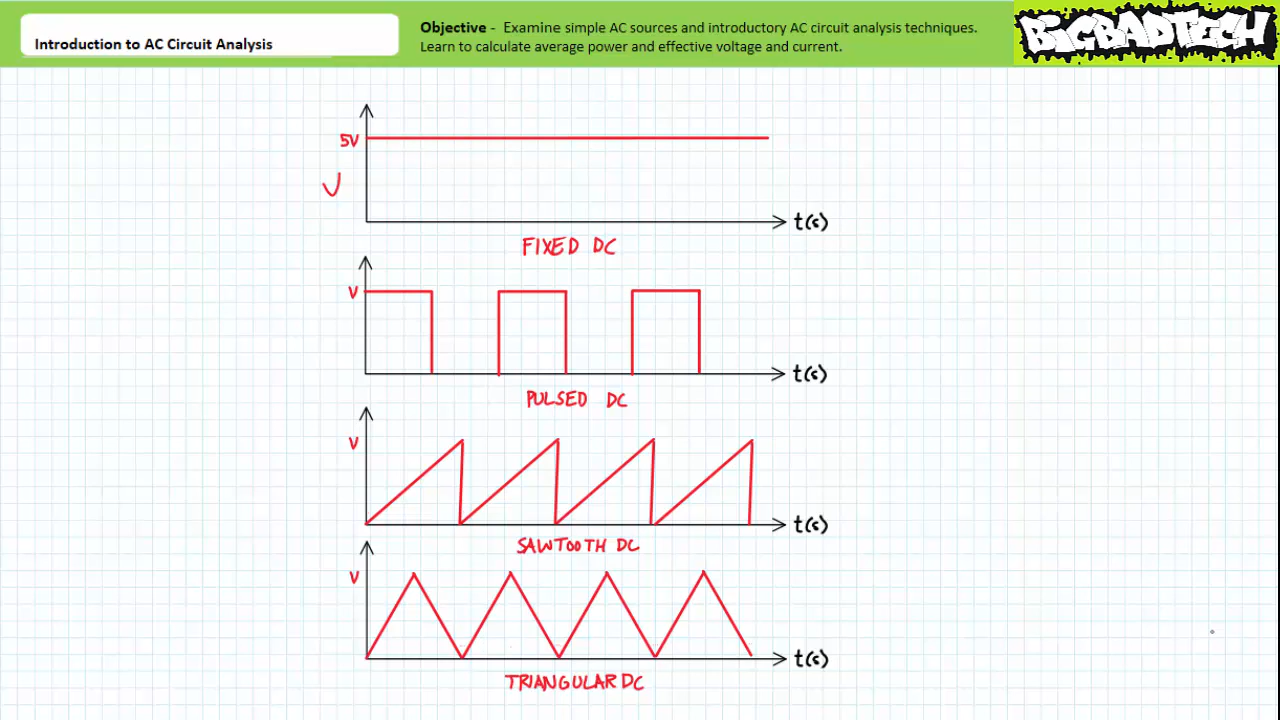 Introduction to AC Circuit Analysis
Objective - Examine simple AC sources and introductory AC circuit analysis techniques.
Learn to calculate average power and effective voltage and current.
BIGBADTECH
5V
V
t(s)
FIXED DC
V
t(s)
PULSED DC
V
t(s)
SAWTOOTH DC
V
t(s)
TRIANGULAR DC